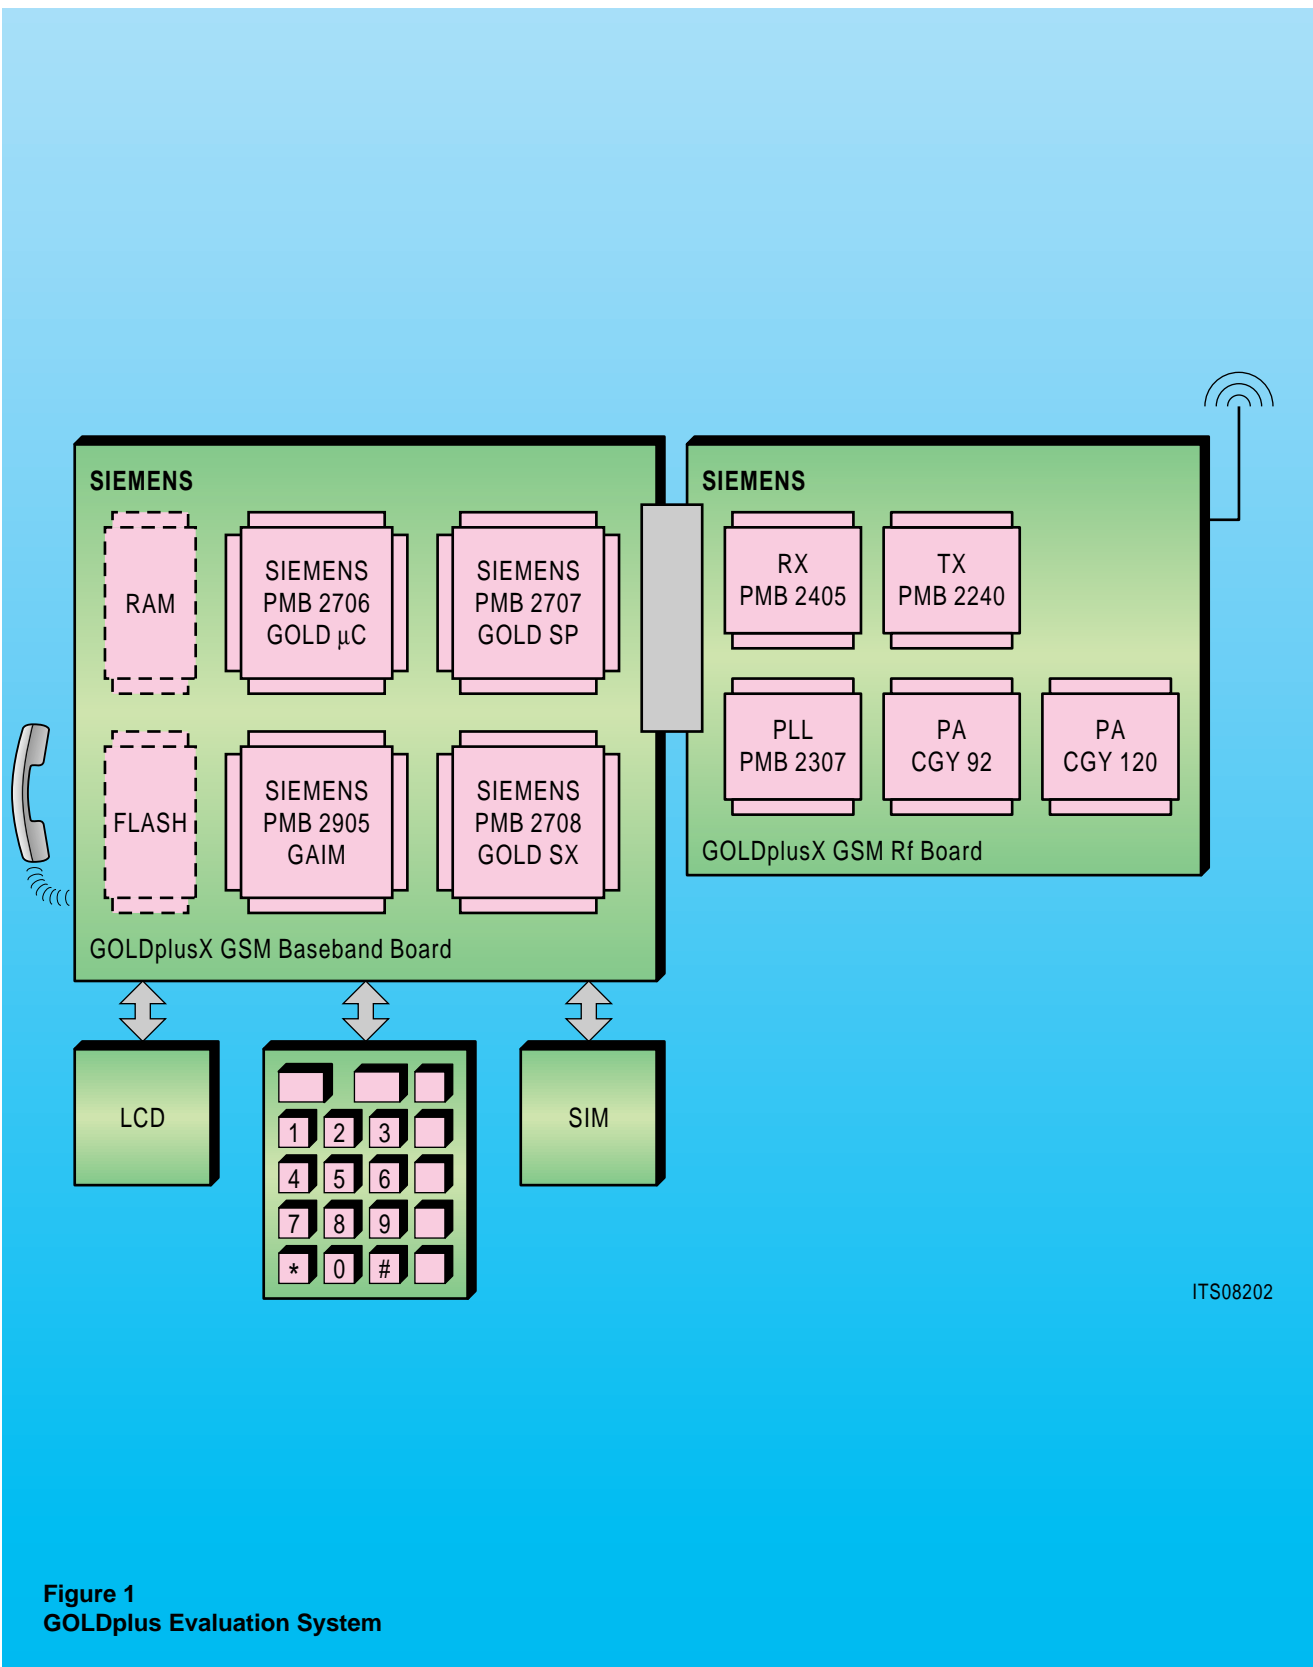 SIEMENS
RAM
SIEMENS
PMB 2706
GOLD µC
SIEMENS
PMB 2707
GOLD SP
FLASH
SIEMENS
PMB 2905
GAIM
SIEMENS
PMB 2708
GOLD SX
GOLDplusX GSM Baseband Board
SIEMENS
RX
PMB 2405
TX
PMB 2240
PLL
PMB 2307
PA
CGY 92
PA
CGY 120
GOLDplusX GSM Rf Board
LCD
1 2 3
4 5 6
7 8 9
* 0 #
SIM
ITS08202
Figure 1
GOLDplus Evaluation System